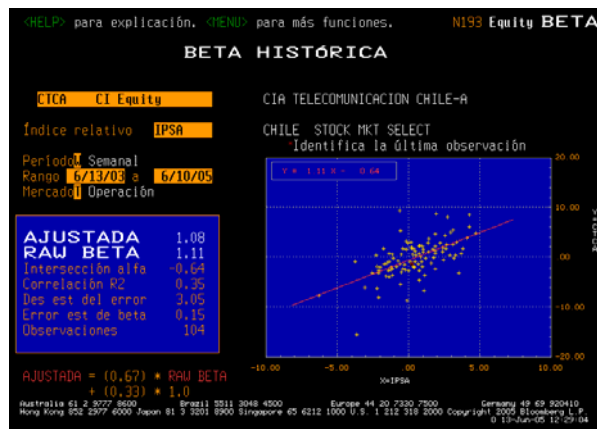 <HELP> para explicación. <MENU> para más funciones. N193 Equity BETA
BETA HISTÓRICA
CTCA CI Equity
CIA TELECOMUNICACION CHILE-A
Índice relativo IPSA
CHILE STOCK MKT SELECT
*Identifica la última observación
Período W Semanal
Rango 6/13/03 a 6/10/05
Mercado T Operación
Y = 1.11 X - 0.64
AJUSTADA 1.08
RAW BETA 1.11
Intersección alfa -0.64
Correlación R2 0.35
Des est del error 3.05
Error est de beta 0.15
Observaciones 104
20.00
10.00
.00
-10.00
-20.00
-10.00 -5.00 .00 5.00 10.00
X=IPSA
AJUSTADA = (0.67) * RAW BETA
+ (0.33) * 1.0
Australia 61 2 9777 8600 Brazil 5511 3048 4500 Europe 44 20 7330 7500 Germany 49 69 920410
Hong Kong 852 2977 6000 Japan 81 3 3201 8900 Singapore 65 6212 1000 U.S. 1 212 318 2000 Copyright 2005 Bloomberg L.P.
0 13-Jun-05 12:29:04